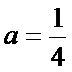 a = 1/4